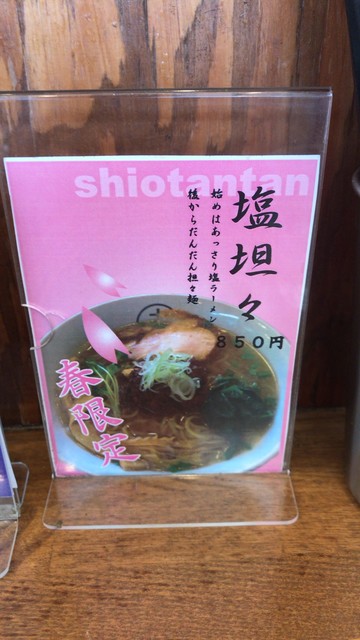 shiotantan
塩坦々
始めはあっさり塩ラーメン
後からだんだん担々麺
850円
春限定